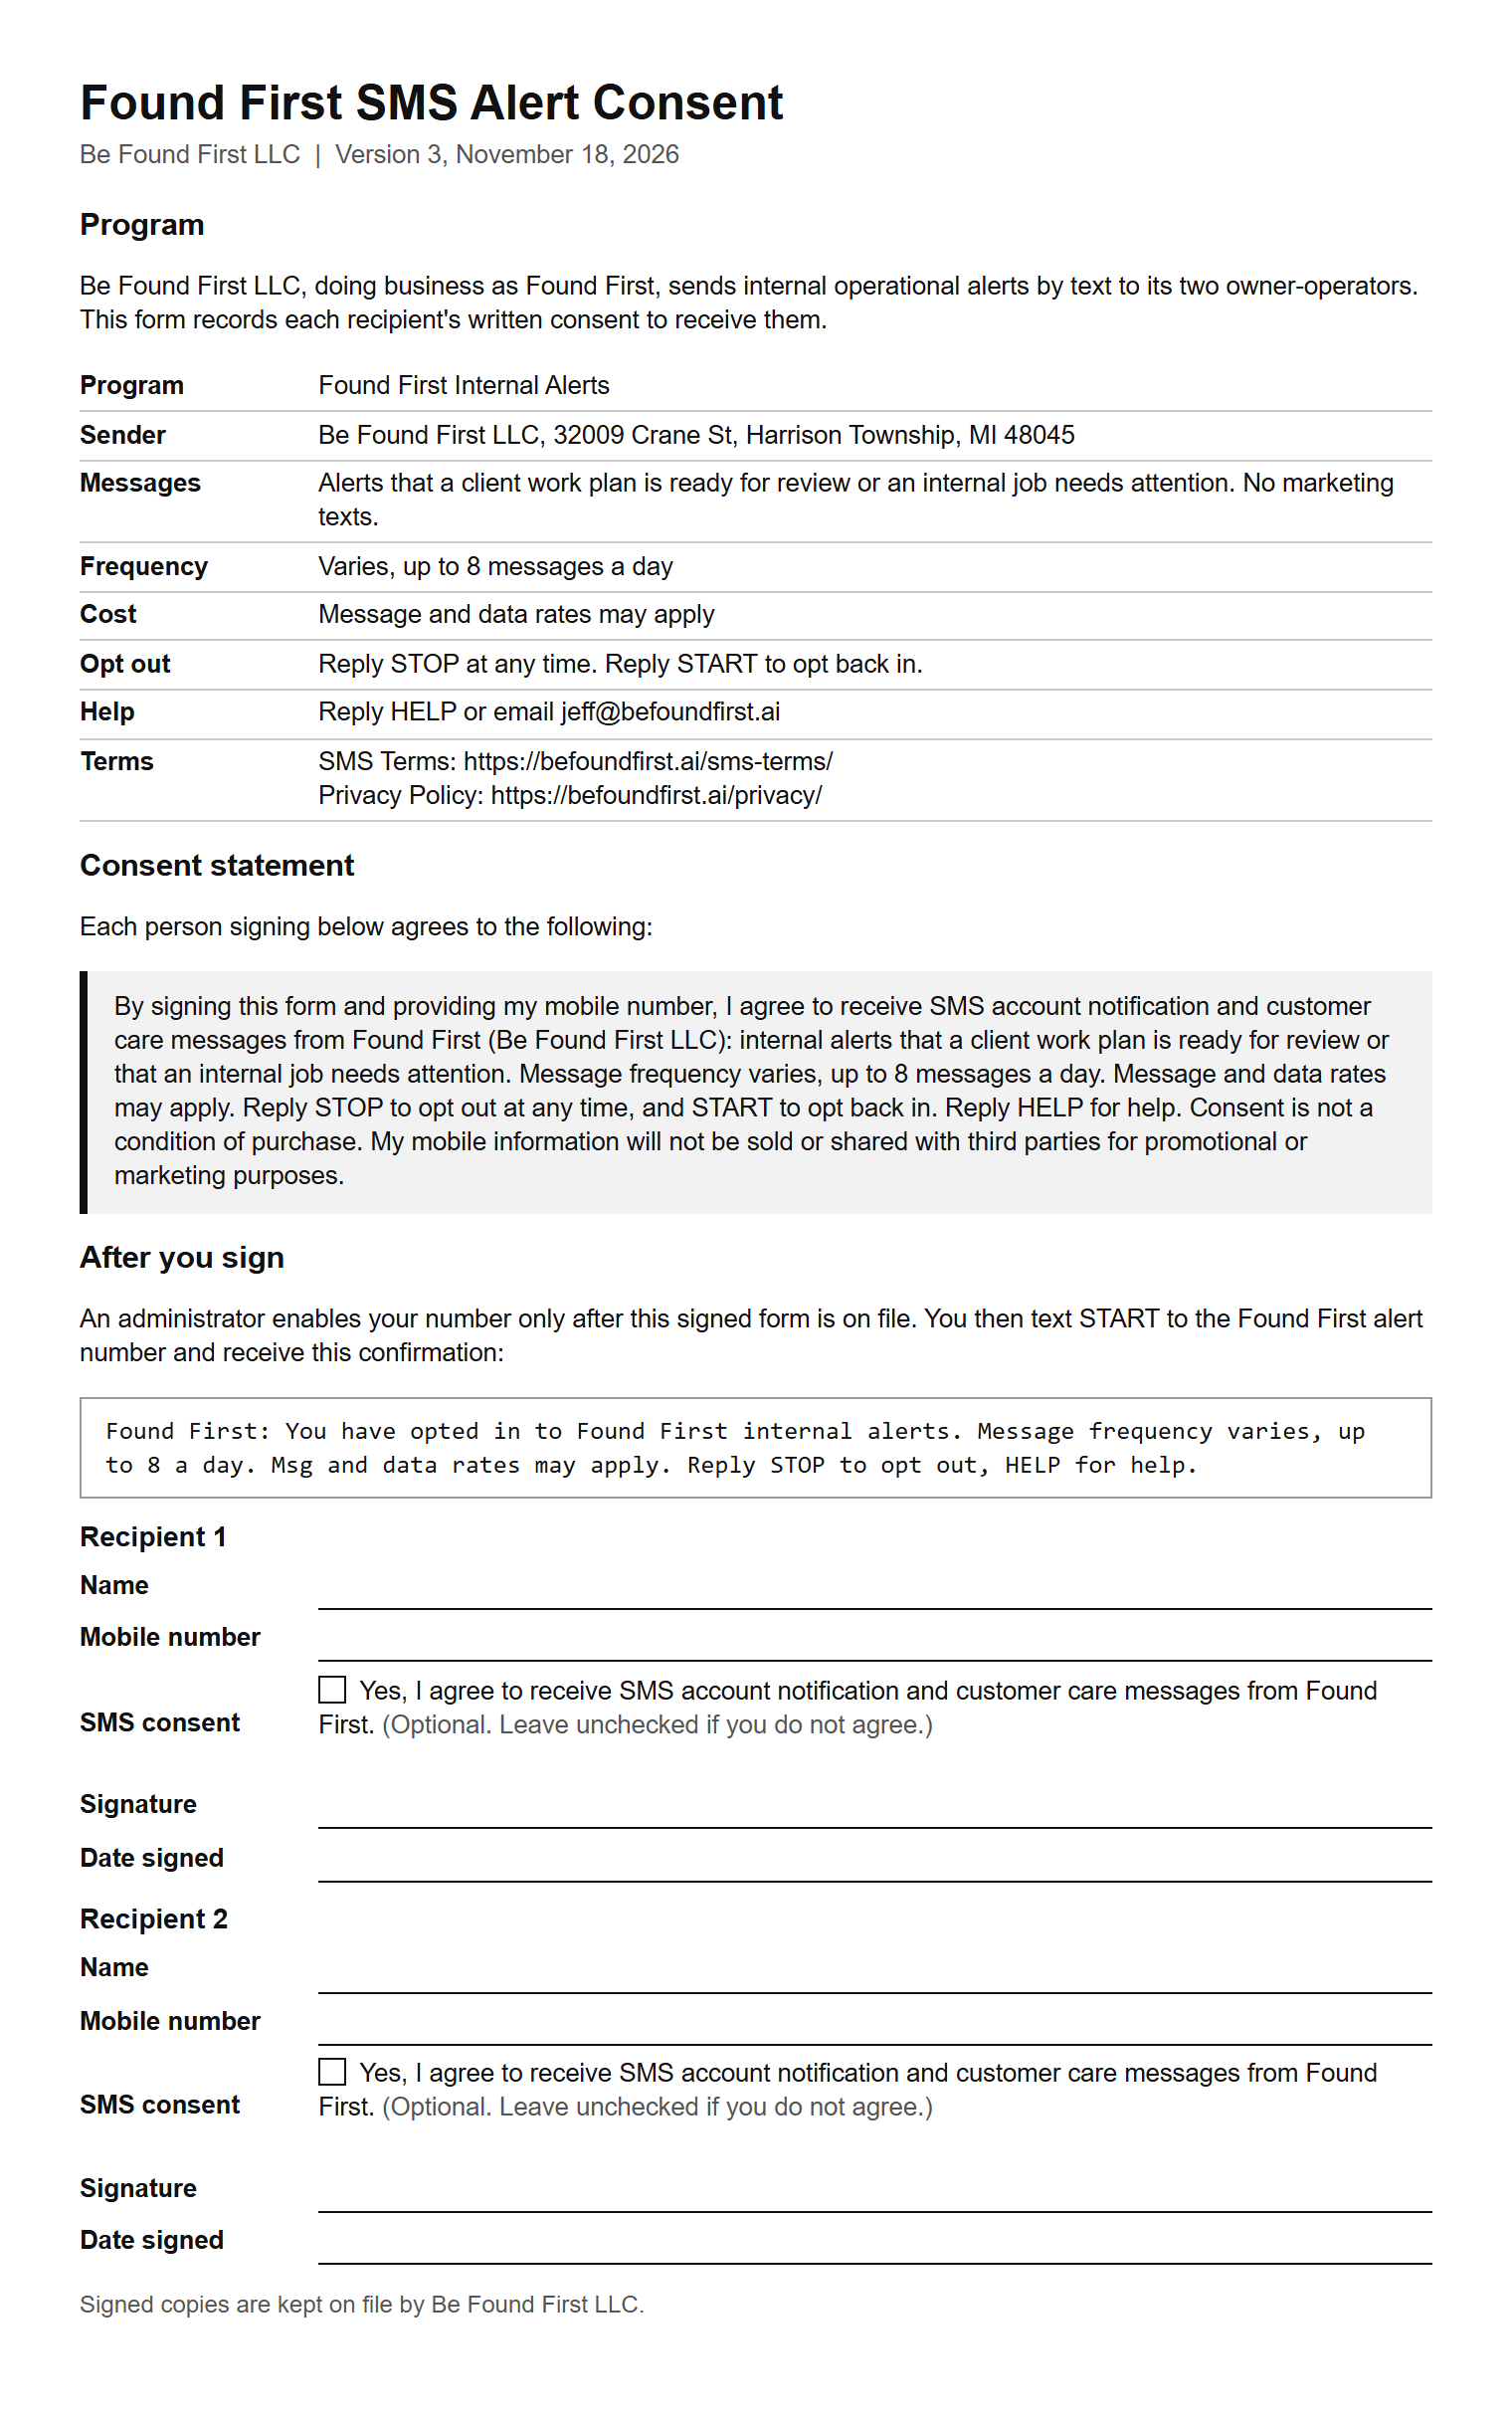 Found First SMS Alert Consent
Be Found First LLC | Version 3, November 18, 2026
Program
Be Found First LLC, doing business as Found First, sends internal operational alerts by text to its two owner-operators.
This form records each recipient's written consent to receive them.
Program Found First Internal Alerts
Sender Be Found First LLC, 32009 Crane St, Harrison Township, MI 48045
Messages Alerts that a client work plan is ready for review or an internal job needs attention. No marketing
texts.
Frequency Varies, up to 8 messages a day
Cost Message and data rates may apply
Opt out Reply STOP at any time. Reply START to opt back in.
Help Reply HELP or email jeff@befoundfirst.ai
Terms SMS Terms: https://befoundfirst.ai/sms-terms/
Privacy Policy: https://befoundfirst.ai/privacy/
Consent statement
Each person signing below agrees to the following:
By signing this form and providing my mobile number, I agree to receive SMS account notification and customer
care messages from Found First (Be Found First LLC): internal alerts that a client work plan is ready for review or
that an internal job needs attention. Message frequency varies, up to 8 messages a day. Message and data rates
may apply. Reply STOP to opt out at any time, and START to opt back in. Reply HELP for help. Consent is not a
condition of purchase. My mobile information will not be sold or shared with third parties for promotional or
marketing purposes.
After you sign
An administrator enables your number only after this signed form is on file. You then text START to the Found First alert
number and receive this confirmation:
Found First: You have opted in to Found First internal alerts. Message frequency varies, up
to 8 a day. Msg and data rates may apply. Reply STOP to opt out, HELP for help.
Recipient 1
Name
Mobile number
SMS consent Yes, I agree to receive SMS account notification and customer care messages from Found
First. (Optional. Leave unchecked if you do not agree.)
Signature
Date signed
Recipient 2
Name
Mobile number
SMS consent Yes, I agree to receive SMS account notification and customer care messages from Found
First. (Optional. Leave unchecked if you do not agree.)
Signature
Date signed
Signed copies are kept on file by Be Found First LLC.